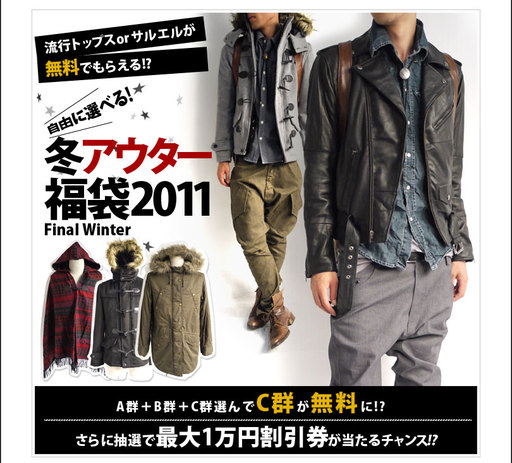 流行トップスorサルエルが
無料でもらえる!?
自由に選べる!
冬アウター
福袋2011
Final Winter
A群＋B群＋C群選んでC群が無料に!?
さらに抽選で最大1万円割引券が当たるチャンス!?